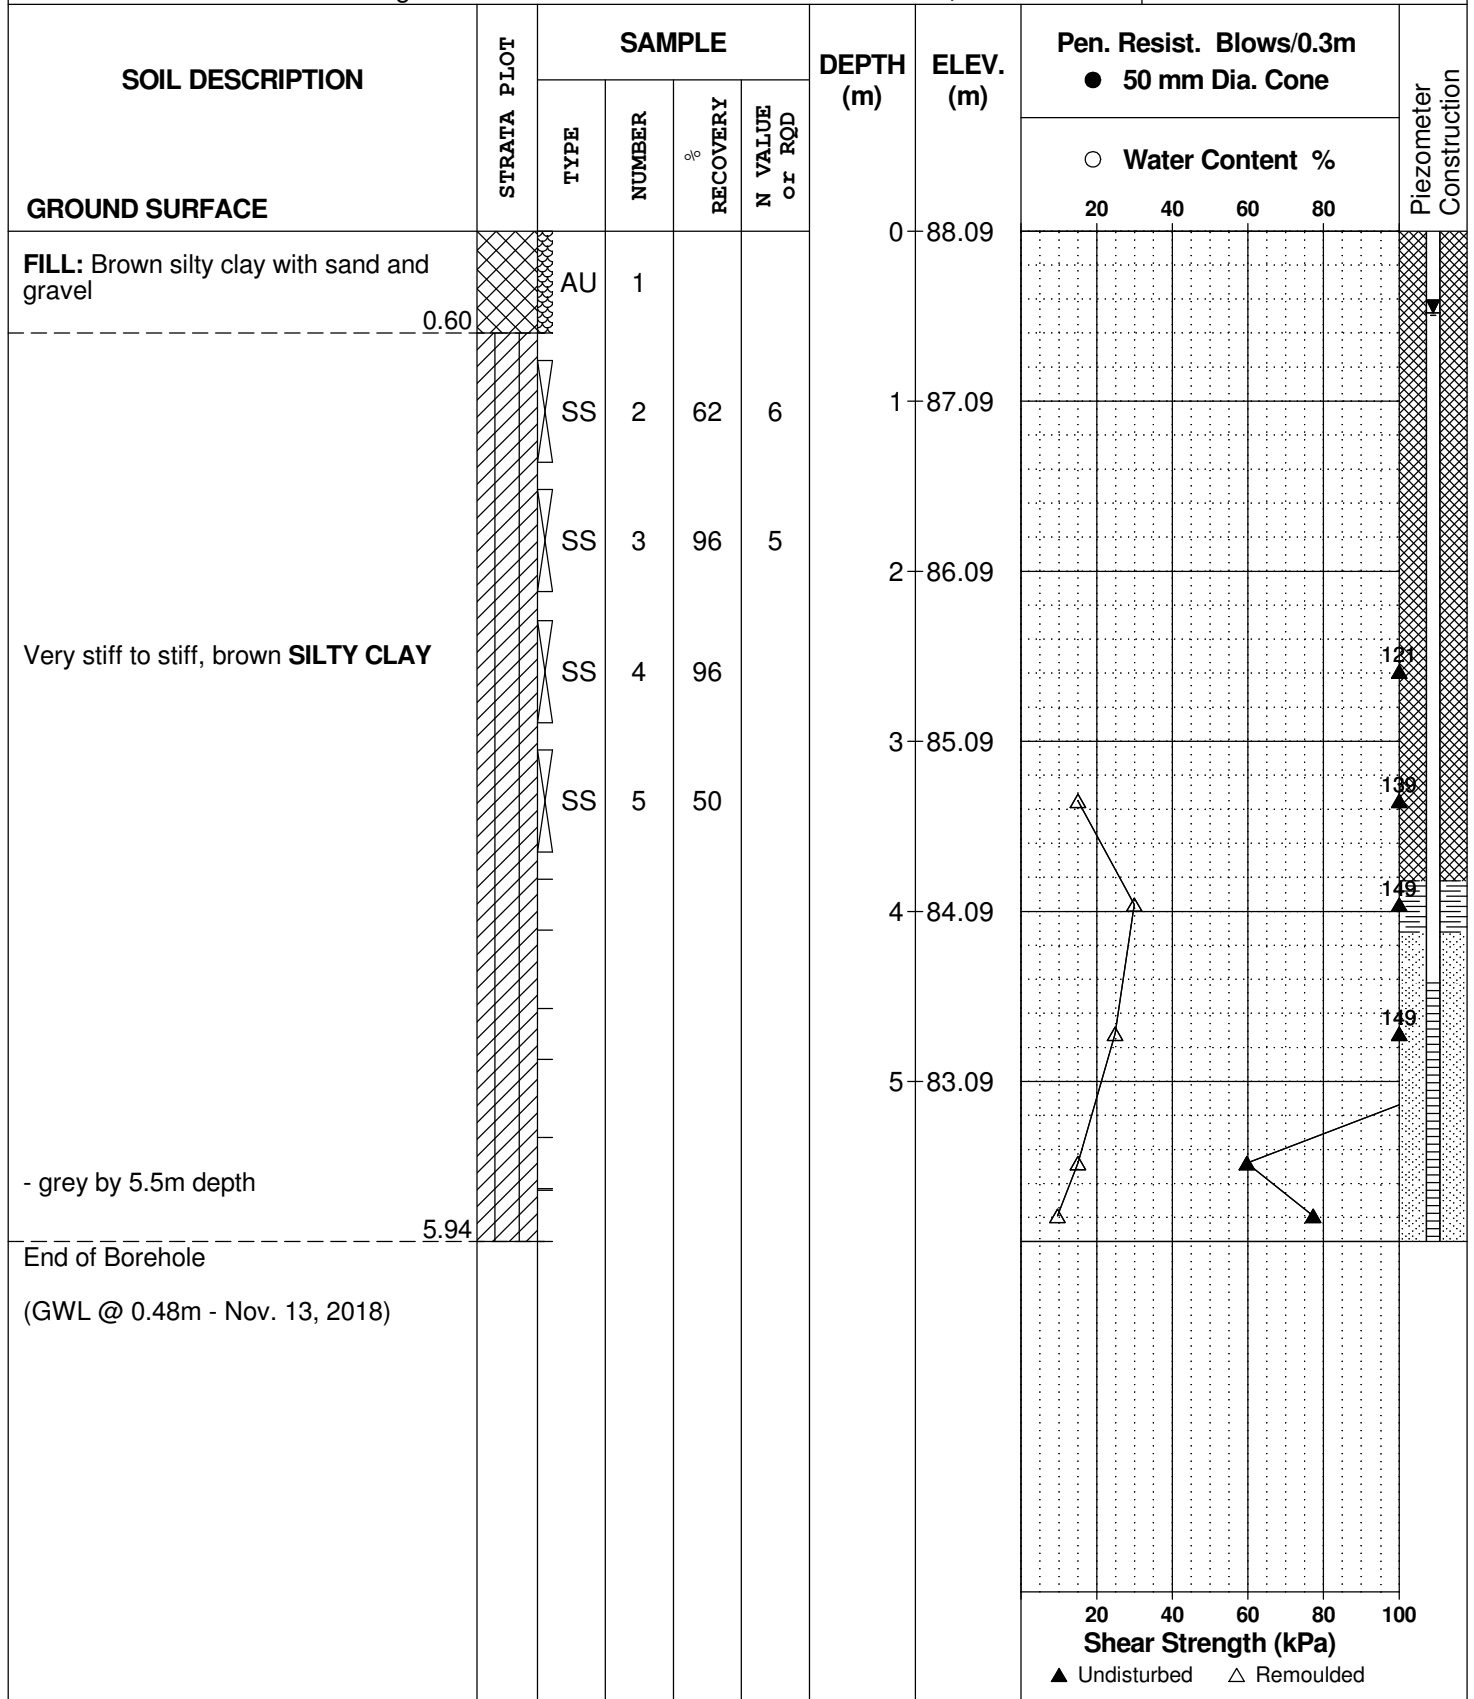 SOIL DESCRIPTION
GROUND SURFACE
STRATA PLOT
SAMPLE
TYPE
NUMBER
%
RECOVERY
N VALUE
or RQD
DEPTH
(m)
ELEV.
(m)
Pen. Resist. Blows/0.3m
● 50 mm Dia. Cone
○ Water Content %
20 40 60 80
Piezometer
Construction
0 88.09
FILL: Brown silty clay with sand and
gravel
0.60
AU 1
SS 2 62 6
1 87.09
SS 3 96 5
2 86.09
Very stiff to stiff, brown SILTY CLAY
SS 4 96
121
3 85.09
SS 5 50
139
149
4 84.09
149
5 83.09
- grey by 5.5m depth
5.94
End of Borehole
(GWL @ 0.48m - Nov. 13, 2018)
20 40 60 80 100
Shear Strength (kPa)
▲ Undisturbed △ Remoulded